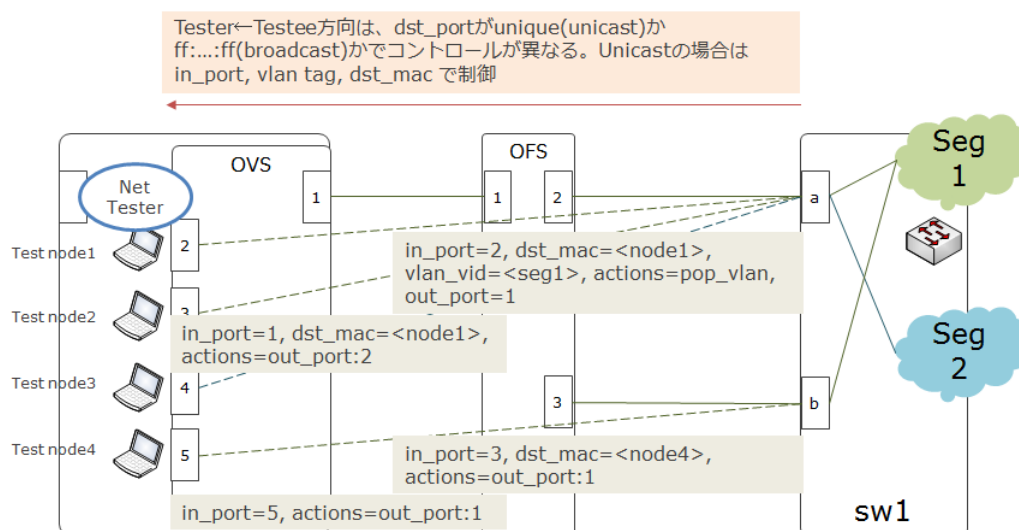 Tester←Testee方向は、dst_portがunique(unicast)か
ff:...:ff(broadcast)かでコントロールが異なる。Unicastの場合は
in_port, vlan tag, dst_mac で制御
OVS
OFS
Seg
1
Net
Tester
1
1
2
a
Test node1
2
in_port=2, dst_mac=<node1>,
vlan_vid=<seg1>, actions=pop_vlan,
out_port=1
Test node2
3
in_port=1, dst_mac=<node1>,
actions=out_port:2
Seg
2
Test node3
4
3
b
Test node4
5
in_port=3, dst_mac=<node4>,
actions=out_port:1
in_port=5, actions=out_port:1
sw1